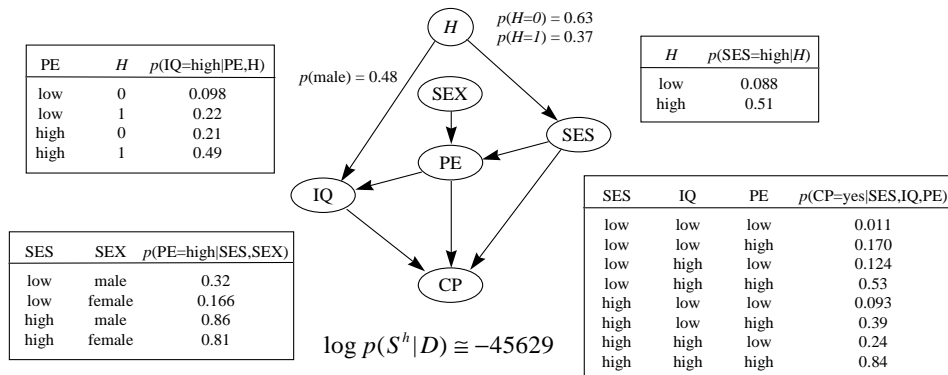 H
p(H=0) = 0.63
p(H=1) = 0.37
PE H p(IQ=high|PE,H)
low 0 0.098
low 1 0.22
high 0 0.21
high 1 0.49
p(male) = 0.48
H p(SES=high|H)
low 0.088
high 0.51
SEX
SES
PE
IQ
SES IQ PE p(CP=yes|SES,IQ,PE)
low low low 0.011
low low high 0.170
low high low 0.124
low high high 0.53
high low low 0.093
high low high 0.39
high high low 0.24
high high high 0.84
SES SEX p(PE=high|SES,SEX)
low male 0.32
low female 0.166
high male 0.86
high female 0.81
CP
log p(S^h|D) ≅ −45629